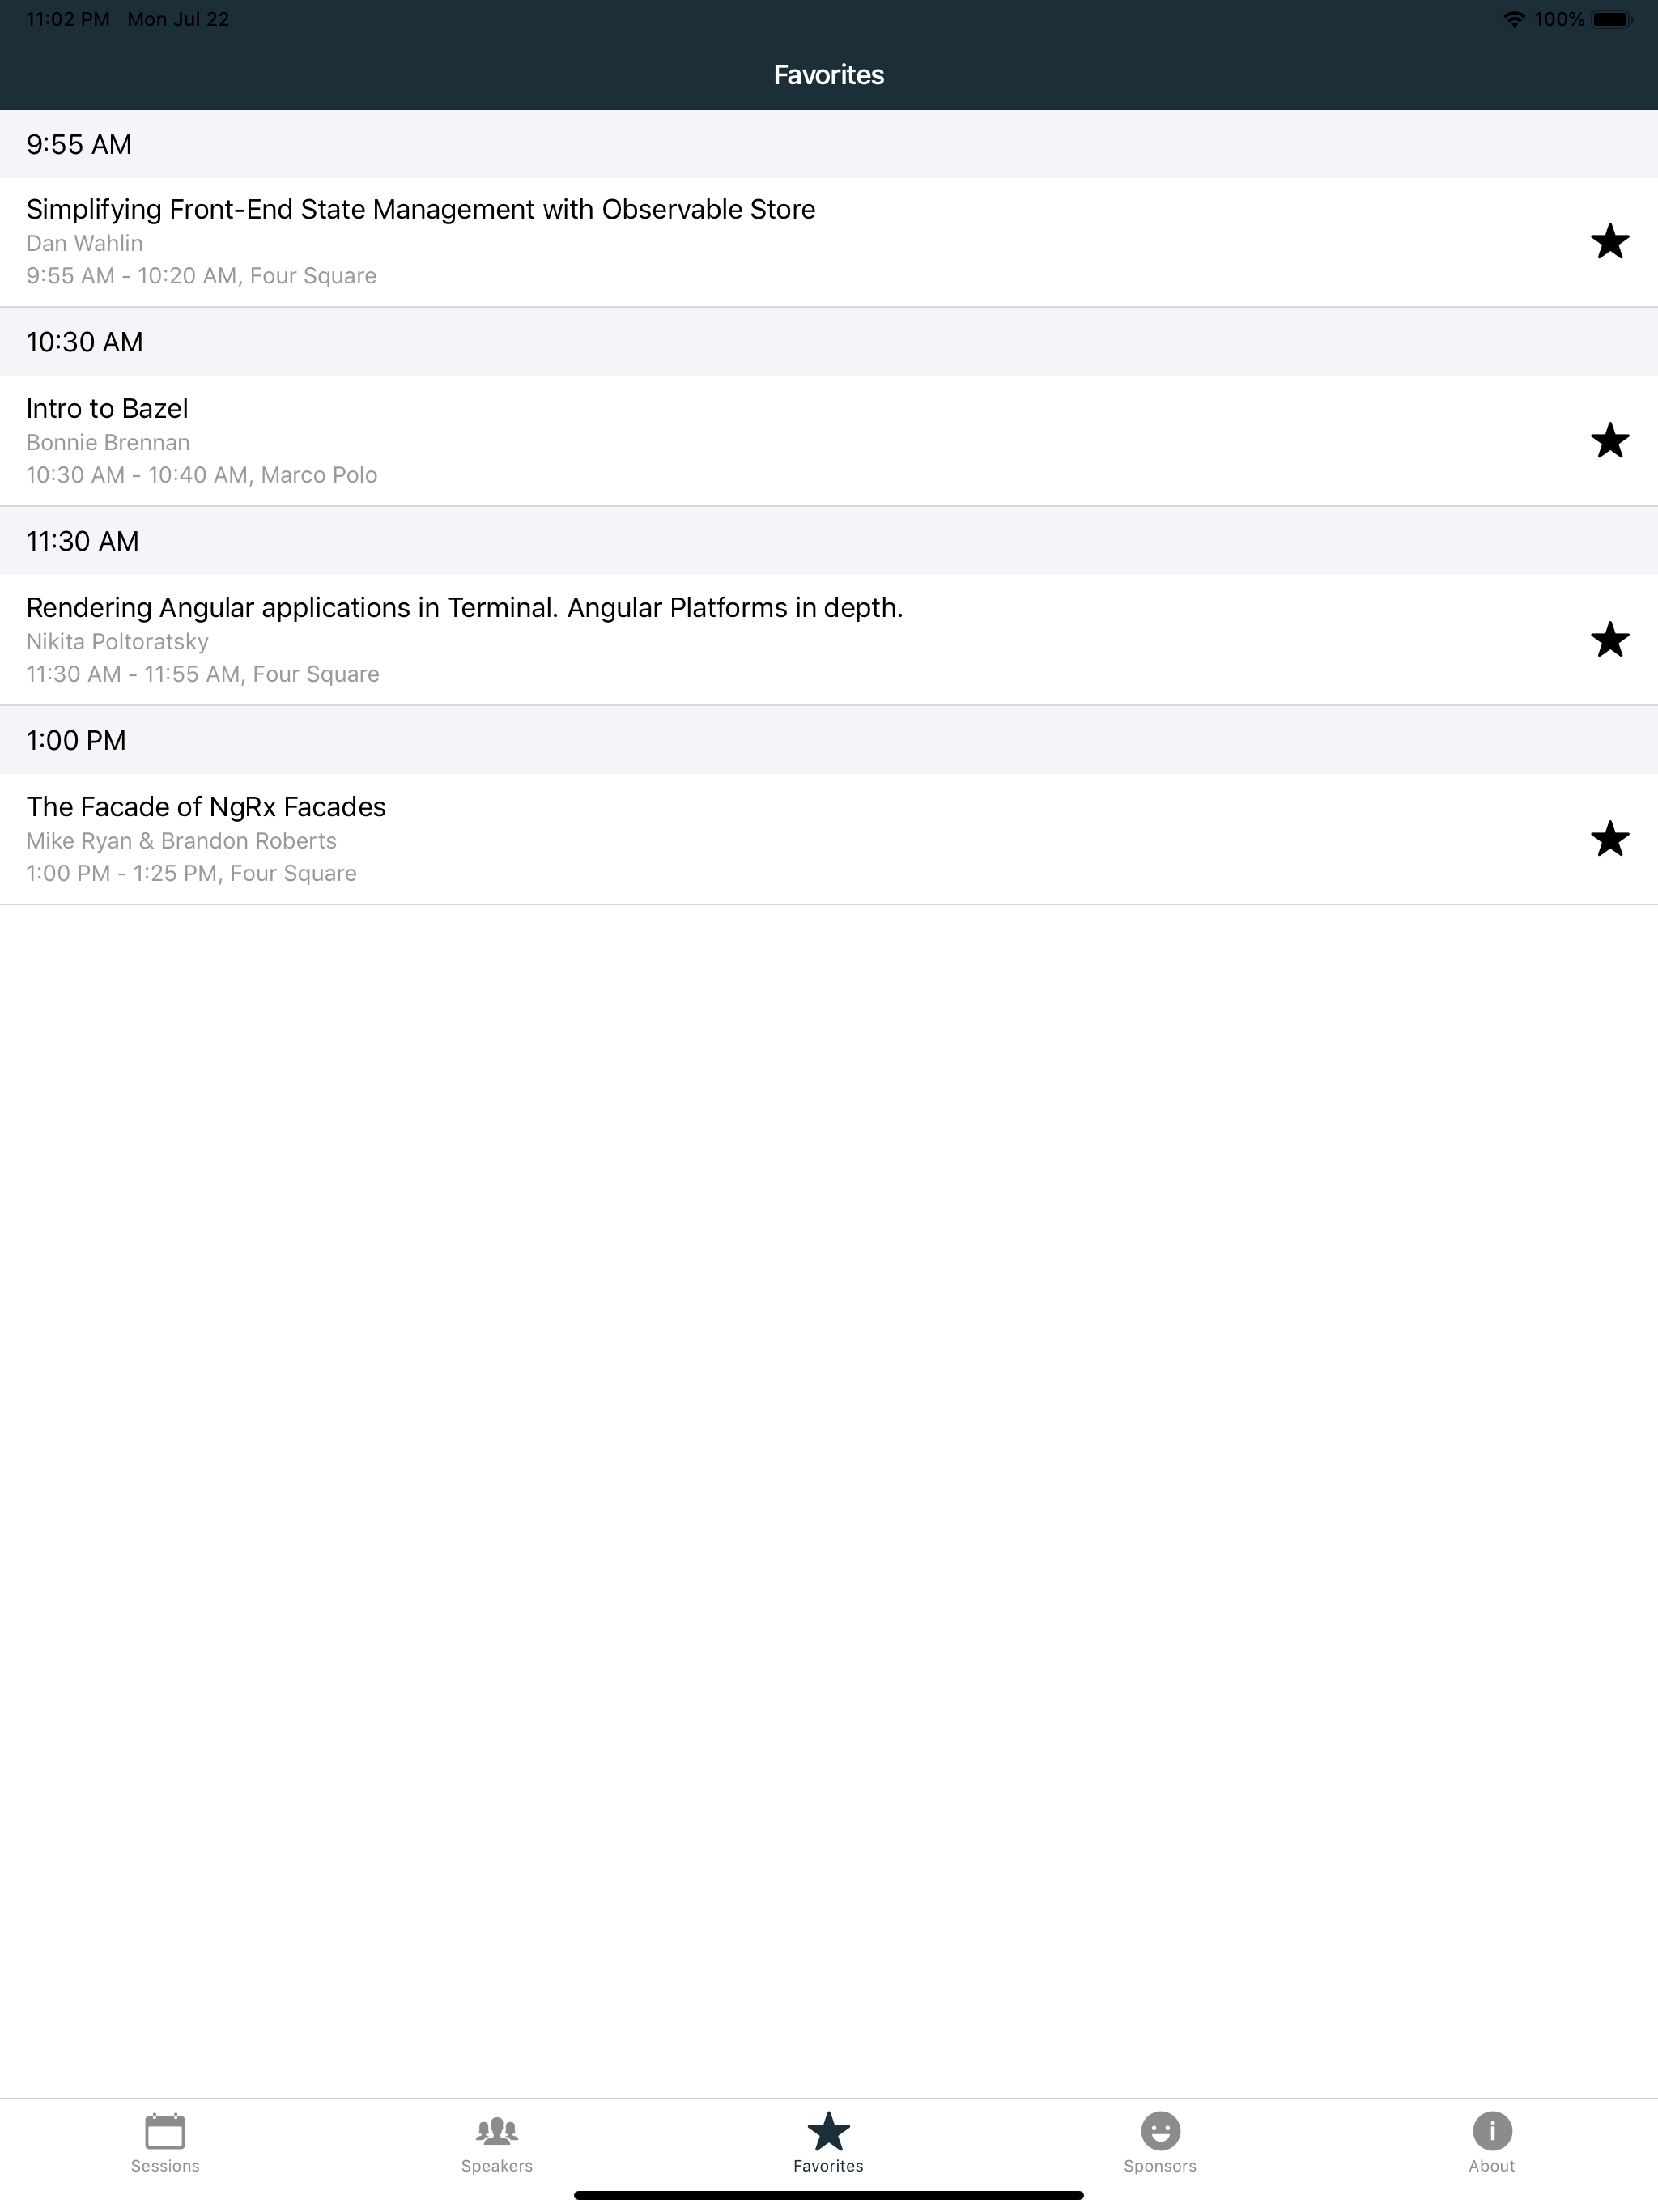 11:02 PM Mon Jul 22 100%
Favorites
9:55 AM
Simplifying Front-End State Management with Observable Store
Dan Wahlin
9:55 AM - 10:20 AM, Four Square
10:30 AM
Intro to Bazel
Bonnie Brennan
10:30 AM - 10:40 AM, Marco Polo
11:30 AM
Rendering Angular applications in Terminal. Angular Platforms in depth.
Nikita Poltoratsky
11:30 AM - 11:55 AM, Four Square
1:00 PM
The Facade of NgRx Facades
Mike Ryan & Brandon Roberts
1:00 PM - 1:25 PM, Four Square
Sessions Speakers Favorites Sponsors About